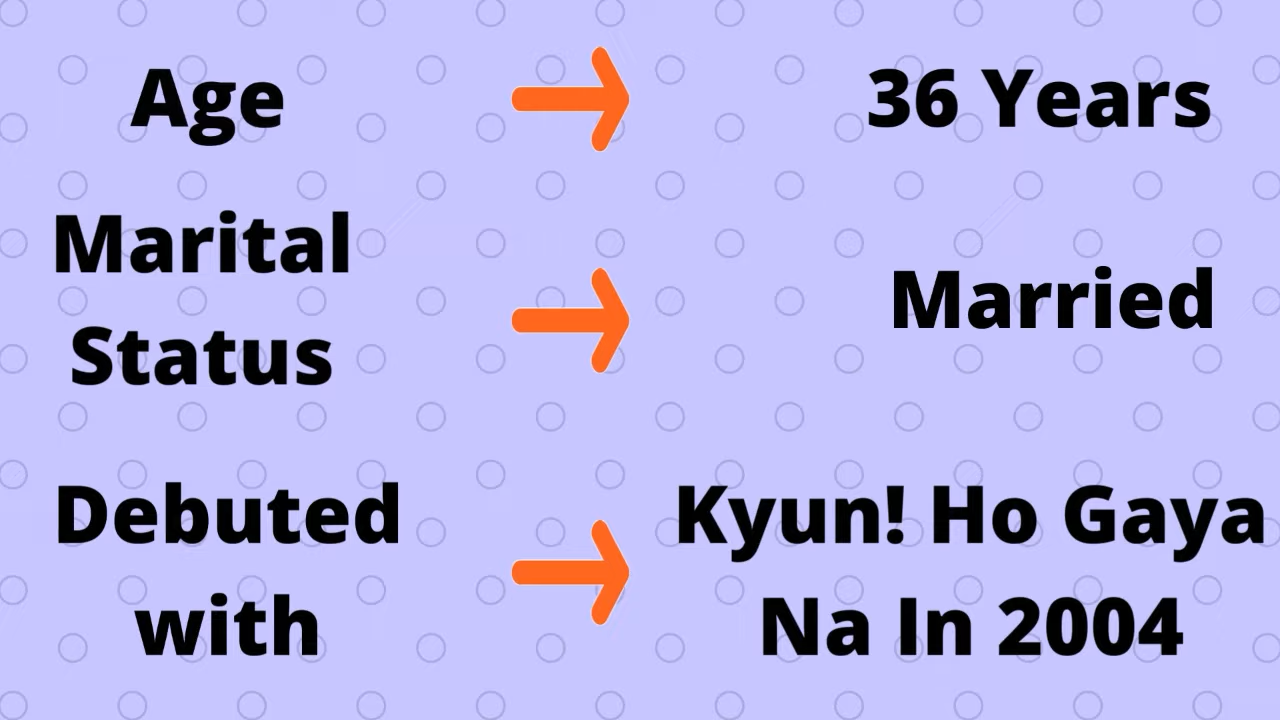 Age
36 Years
Marital
Status
Married
Debuted
with
Kyun! Ho Gaya
Na In 2004